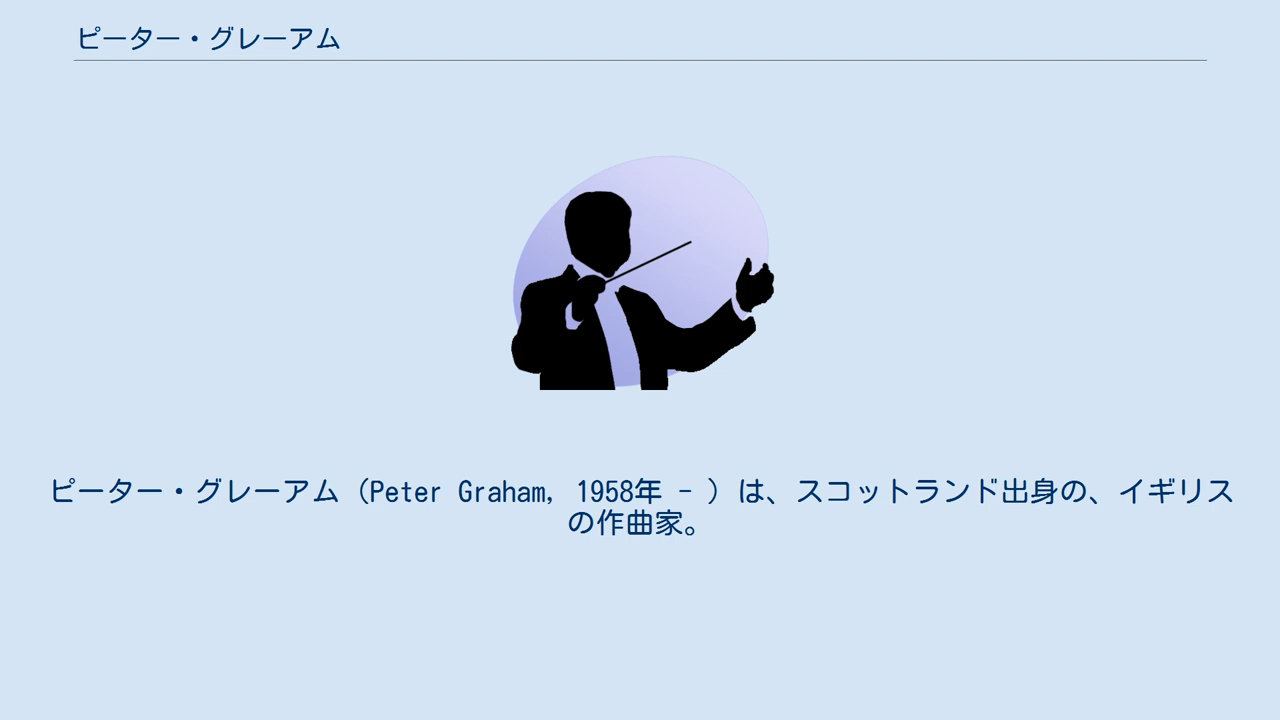 ピーター・グレーアム
ピーター・グレーアム（Peter Graham, 1958年 - ）は、スコットランド出身の、イギリス
の作曲家。